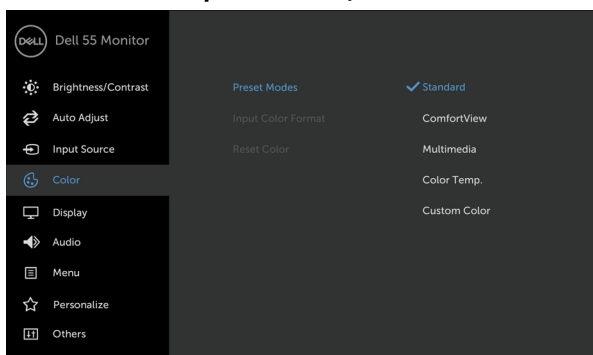 DELL Dell 55 Monitor
Brightness/Contrast Preset Modes Standard
Auto Adjust Input Color Format ComfortView
Input Source Reset Color Multimedia
Color Color Temp.
Display Custom Color
Audio
Menu
Personalize
Others